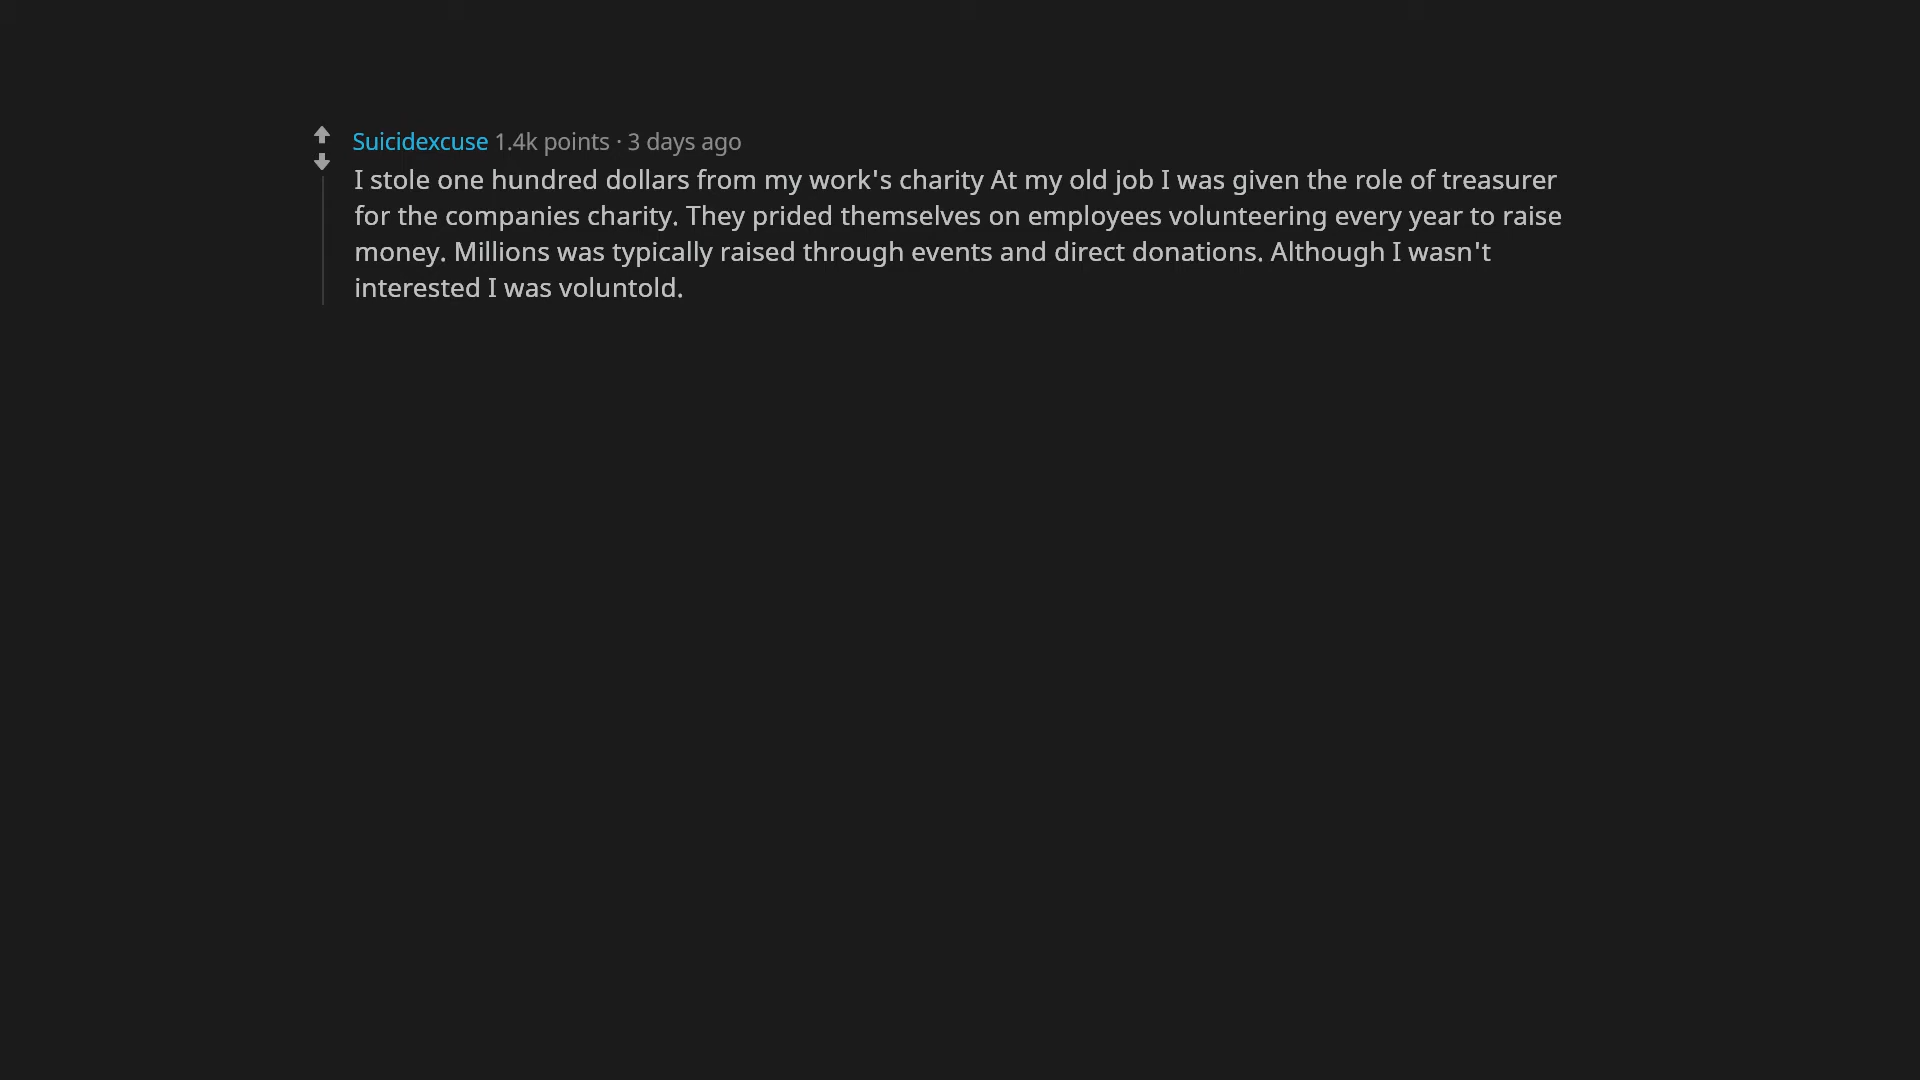 Suicidexcuse 1.4k points · 3 days ago
I stole one hundred dollars from my work's charity At my old job I was given the role of treasurer
for the companies charity. They prided themselves on employees volunteering every year to raise
money. Millions was typically raised through events and direct donations. Although I wasn't
interested I was voluntold.